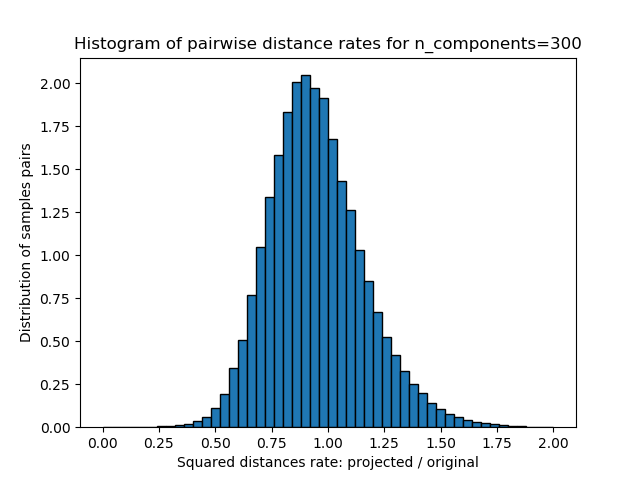 Histogram of pairwise distance rates for n_components=300
2.00
1.75
1.50
1.25
1.00
0.75
0.50
0.25
0.00
Distribution of samples pairs
0.00 0.25 0.50 0.75 1.00 1.25 1.50 1.75 2.00
Squared distances rate: projected / original